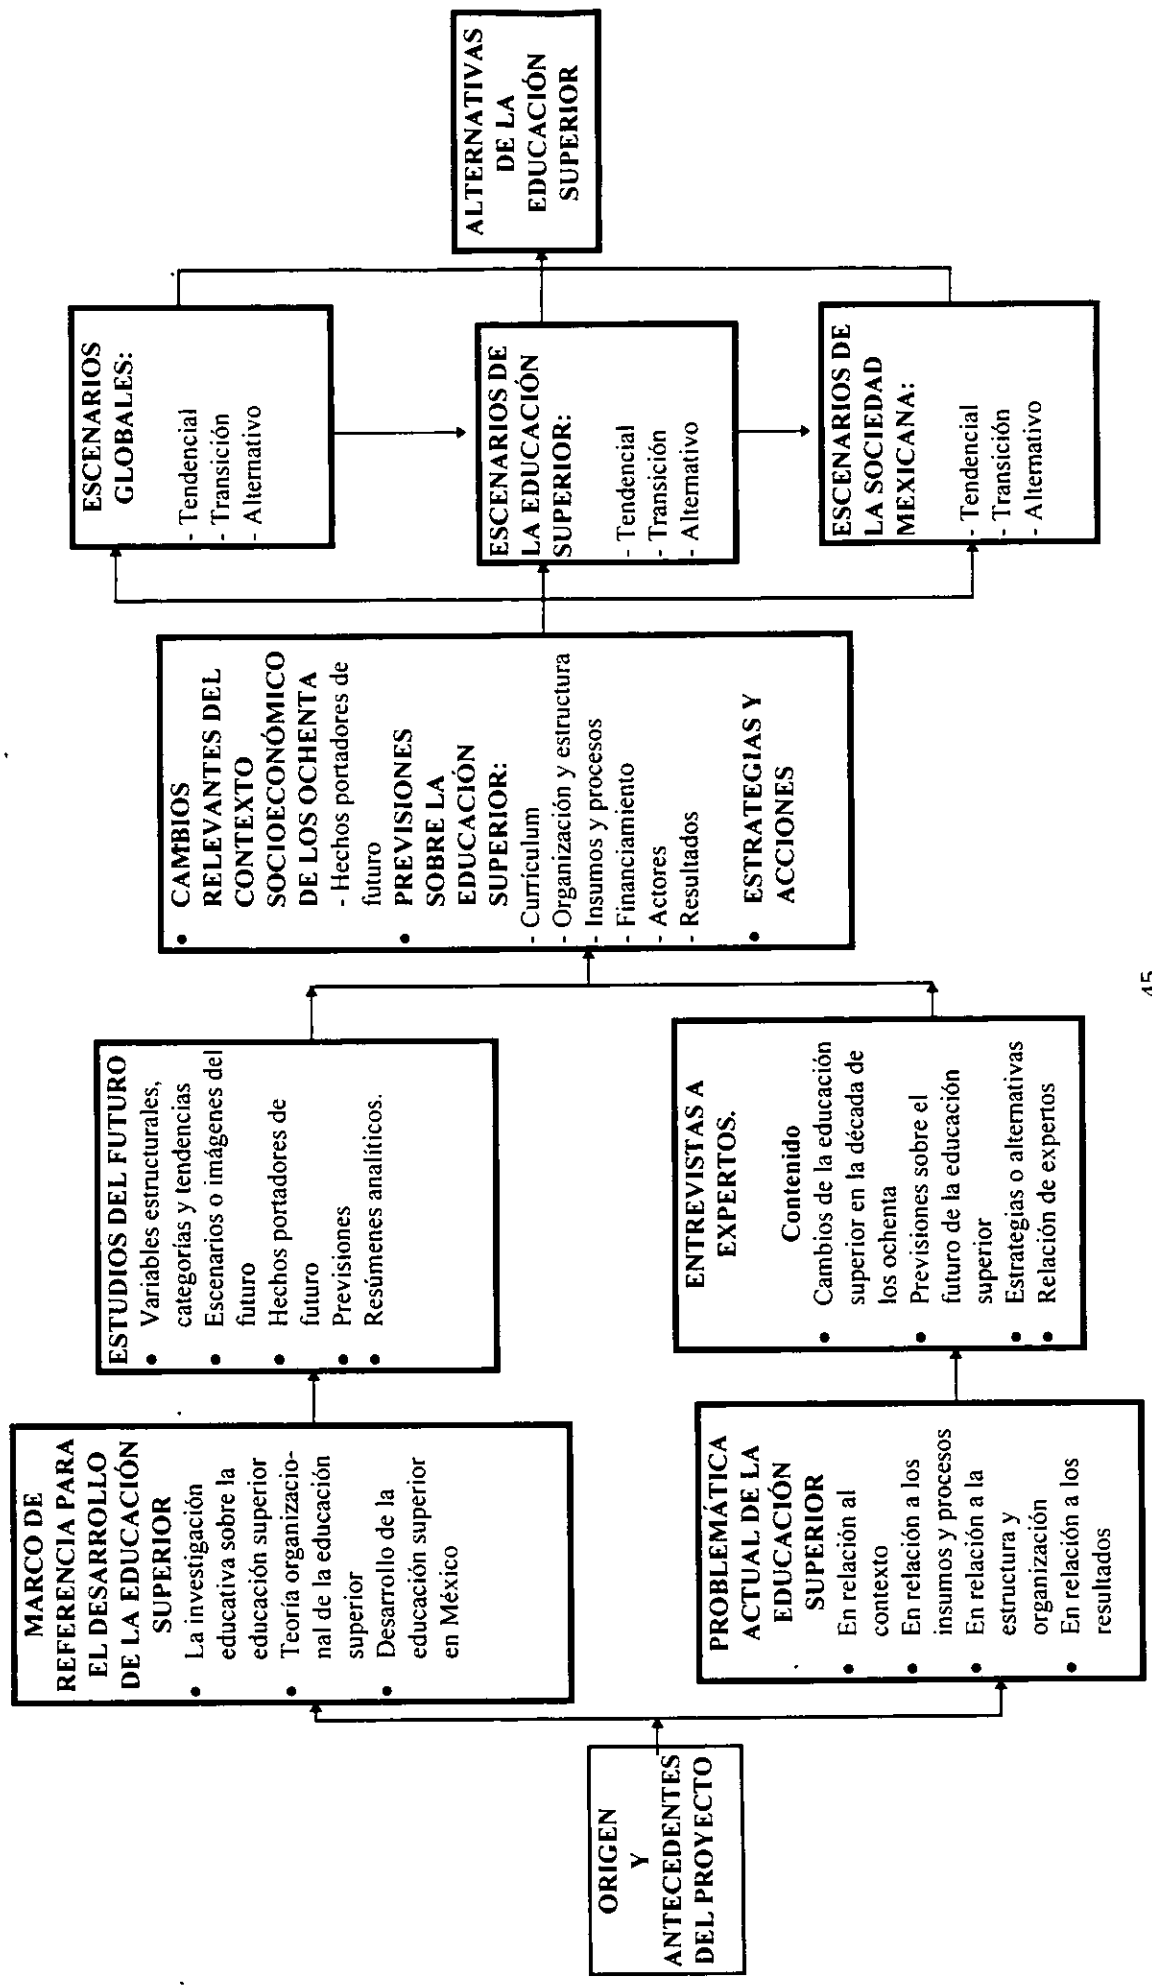 ORIGEN
Y
ANTECEDENTES
DEL PROYECTO
MARCO DE
REFERENCIA PARA
EL DESARROLLO
DE LA EDUCACIÓN
SUPERIOR
• La investigación
educativa sobre la
educación superior
• Teoría organizacio-
nal de la educación
superior
• Desarrollo de la
educación superior
en México
PROBLEMÁTICA
ACTUAL DE LA
EDUCACIÓN
SUPERIOR
• En relación al
contexto
• En relación a los
insumos y procesos
• En relación a la
estructura y
organización
• En relación a los
resultados
ESTUDIOS DEL FUTURO
• Variables estructurales,
categorías y tendencias
• Escenarios o imágenes del
futuro
• Hechos portadores de
futuro
• Previsiones
• Resúmenes analíticos.
ENTREVISTAS A
EXPERTOS.
Contenido
• Cambios de la educación
superior en la década de
los ochenta
• Previsiones sobre el
futuro de la educación
superior
• Estrategias o alternativas
• Relación de expertos
• CAMBIOS
RELEVANTES DEL
CONTEXTO
SOCIOECONÓMICO
DE LOS OCHENTA
- Hechos portadores de
futuro
• PREVISIONES
SOBRE LA
EDUCACIÓN
SUPERIOR:
- Currículum
- Organización y estructura
- Insumos y procesos
- Financiamiento
- Actores
- Resultados
• ESTRATEGIAS Y
ACCIONES
ESCENARIOS
GLOBALES:
- Tendencial
- Transición
- Alternativo
ESCENARIOS DE
LA EDUCACIÓN
SUPERIOR:
- Tendencial
- Transición
- Alternativo
ESCENARIOS DE
LA SOCIEDAD
MEXICANA:
- Tendencial
- Transición
- Alternativo
ALTERNATIVAS
DE LA
EDUCACIÓN
SUPERIOR
45